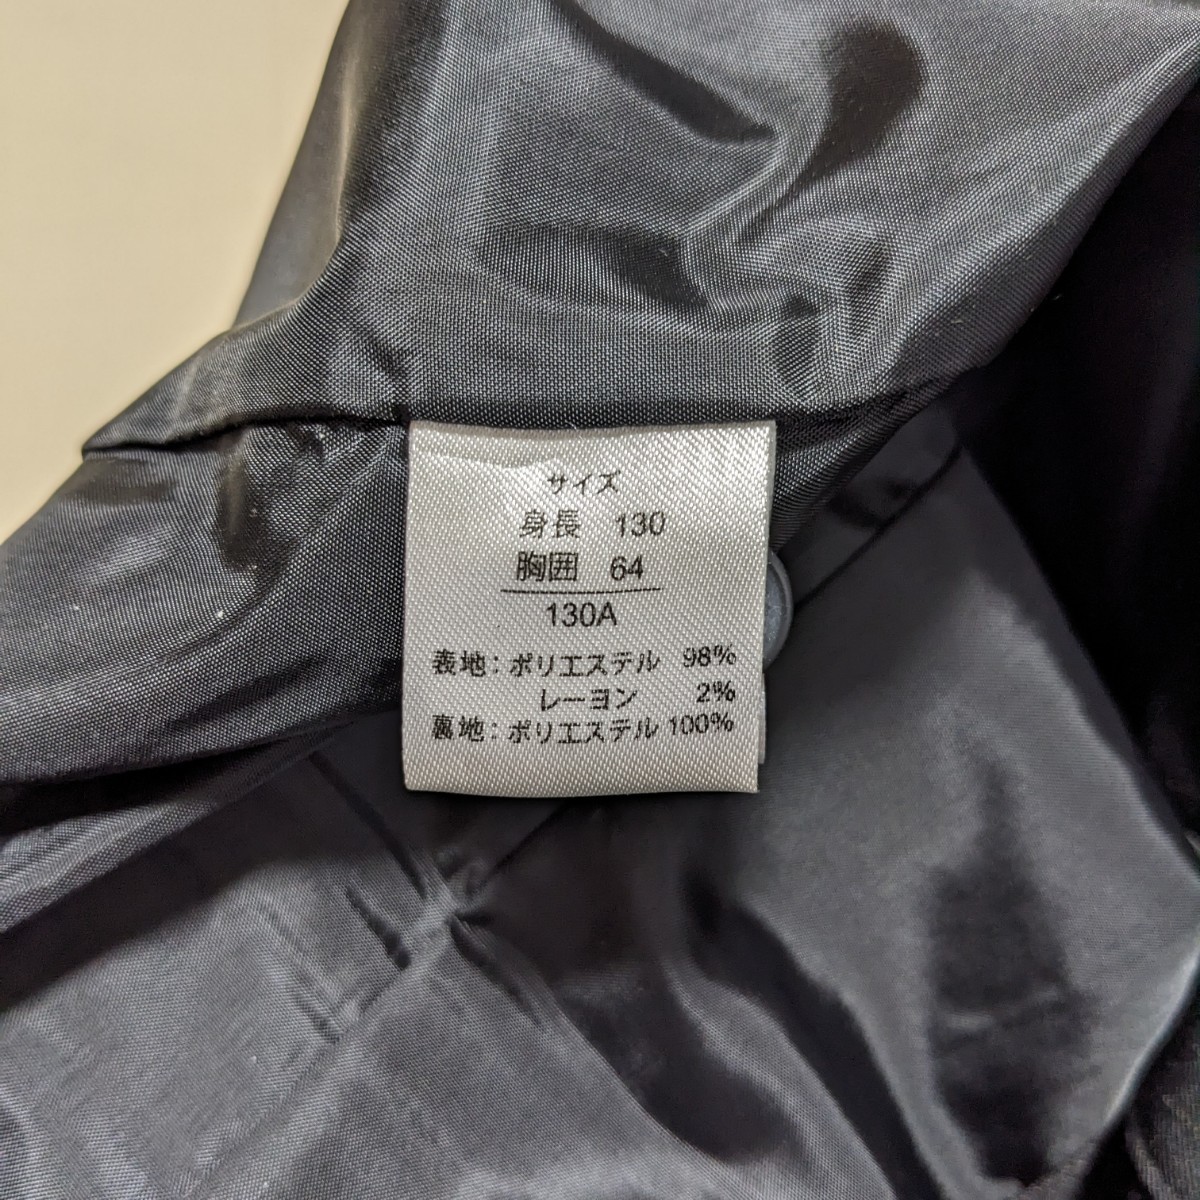 サイズ
身長 130
胸囲 64
130A
表地：ポリエステル 98%
レーヨン 2%
裏地：ポリエステル 100%